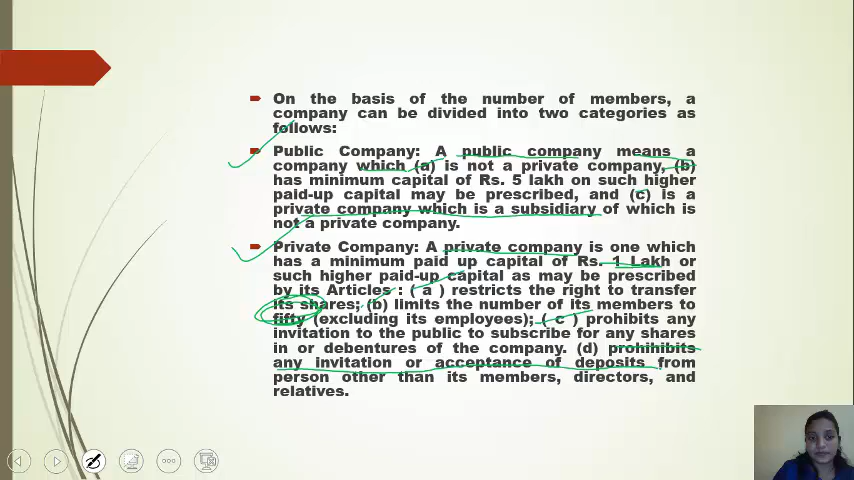 On the basis of the number of members, a
company can be divided into two categories as
follows:
Public Company: A public company means a
company which (a) is not a private company, (b)
has minimum capital of Rs. 5 lakh on such higher
paid-up capital may be prescribed, and (c) is a
private company which is a subsidiary of which is
not a private company.
Private Company: A private company is one which
has a minimum paid up capital of Rs. 1 Lakh or
such higher paid-up capital as may be prescribed
by its Articles : ( a ) restricts the right to transfer
its shares; (b) limits the number of its members to
fifty (excluding its employees); ( c ) prohibits any
invitation to the public to subscribe for any shares
in or debentures of the company. (d) prohihibits
any invitation or acceptance of deposits from
person other than its members, directors, and
relatives.